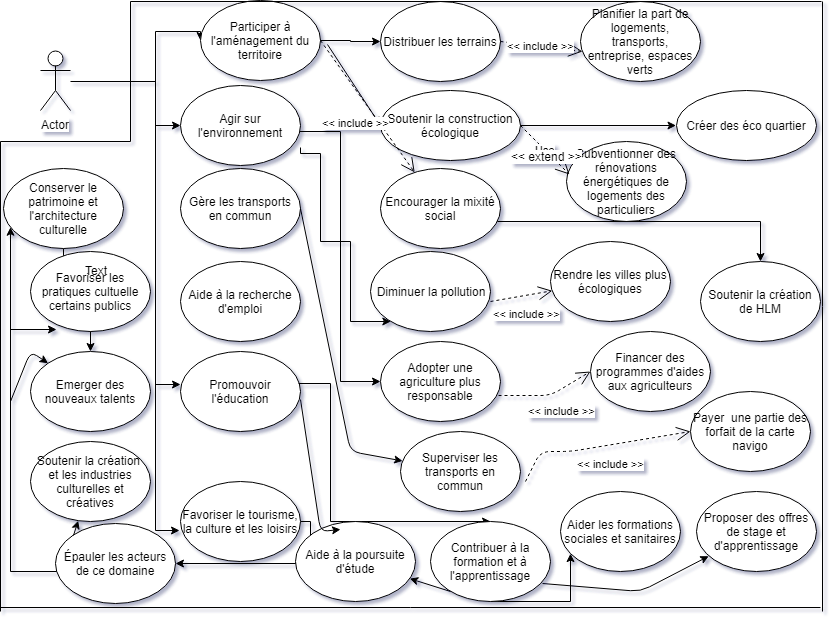 Participer à
l'aménagement du
territoire
Distribuer les terrains
<< include >>
Planifier la part de
logements,
transports,
entreprise, espaces
verts
Actor
Agir sur
l'environnement
<< include >>
Soutenir la construction
écologique
Créer des éco quartier
<< extend >>
Subventionner des
rénovations
énergétiques de
logements des
particuliers
Conserver le
patrimoine et
l'architecture
culturelle
Gère les transports
en commun
Encourager la mixité
social
Text
Favoriser les
pratiques cultuelle
certains publics
Aide à la recherche
d'emploi
Diminuer la pollution
<< include >>
Rendre les villes plus
écologiques
Soutenir la création
de HLM
Emerger des
nouveaux talents
Promouvoir
l'éducation
Adopter une
agriculture plus
responsable
<< include >>
Financer des
programmes d'aides
aux agriculteurs
Payer une partie des
forfait de la carte
navigo
Soutenir la création
et les industries
culturelles et
créatives
Superviser les
transports en
commun
<< include >>
Favoriser le tourisme,
la culture et les loisirs
Aider les formations
sociales et sanitaires
Proposer des offres
de stage et
d'apprentissage
Épauler les acteurs
de ce domaine
Aide à la poursuite
d'étude
Contribuer à la
formation et à
l'apprentissage